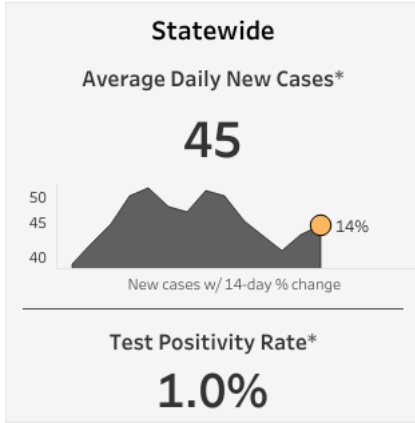 Statewide
Average Daily New Cases*
45
50
45
40
14%
New cases w/ 14-day % change
Test Positivity Rate*
1.0%